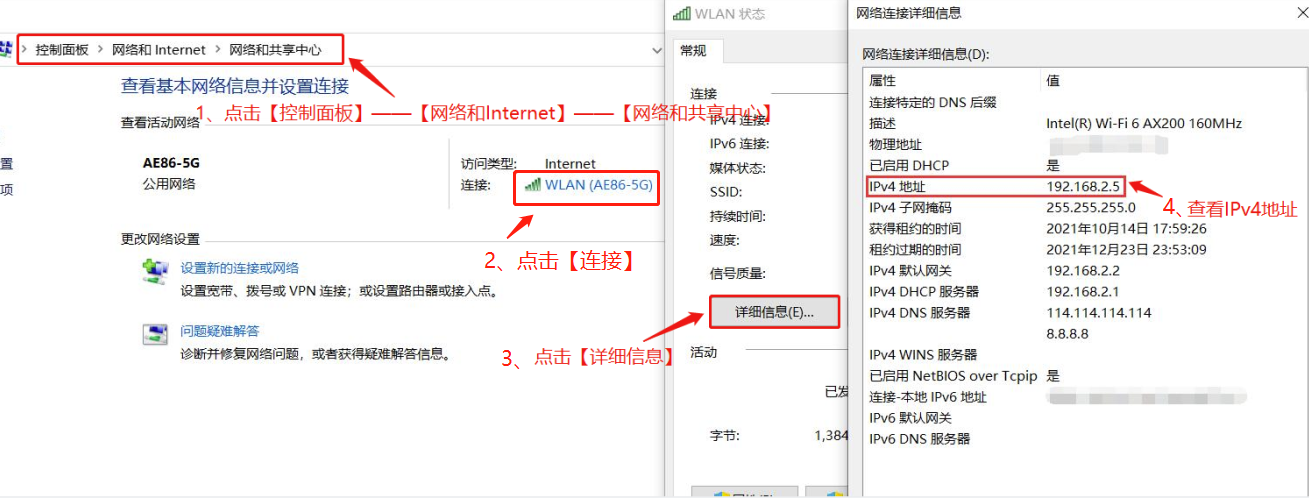 控制面板 > 网络和 Internet > 网络和共享中心
查看基本网络信息并设置连接
1、点击【控制面板】——【网络和Internet】——【网络和共享中心】
查看活动网络
AE86-5G
公用网络
访问类型: Internet
连接: WLAN (AE86-5G)
2、点击【连接】
更改网络设置
设置新的连接或网络
设置宽带、拨号或 VPN 连接；或设置路由器或接入点。
问题疑难解答
诊断并修复网络问题，或者获得疑难解答信息。
置
项
WLAN 状态
常规
连接
IPv4 连接:
IPv6 连接:
媒体状态:
SSID:
持续时间:
速度:
信号质量:
详细信息(E)...
3、点击【详细信息】
活动
已发
字节: 1,384
网络连接详细信息
网络连接详细信息(D):
属性 值
连接特定的 DNS 后缀
描述 Intel(R) Wi-Fi 6 AX200 160MHz
物理地址
已启用 DHCP 是
IPv4 地址 192.168.2.5
4、查看IPv4地址
IPv4 子网掩码 255.255.255.0
获得租约的时间 2021年10月14日 17:59:26
租约过期的时间 2021年12月23日 23:53:09
IPv4 默认网关 192.168.2.2
IPv4 DHCP 服务器 192.168.2.1
IPv4 DNS 服务器 114.114.114.114
8.8.8.8
IPv4 WINS 服务器
已启用 NetBIOS over Tcpip 是
连接-本地 IPv6 地址
IPv6 默认网关
IPv6 DNS 服务器